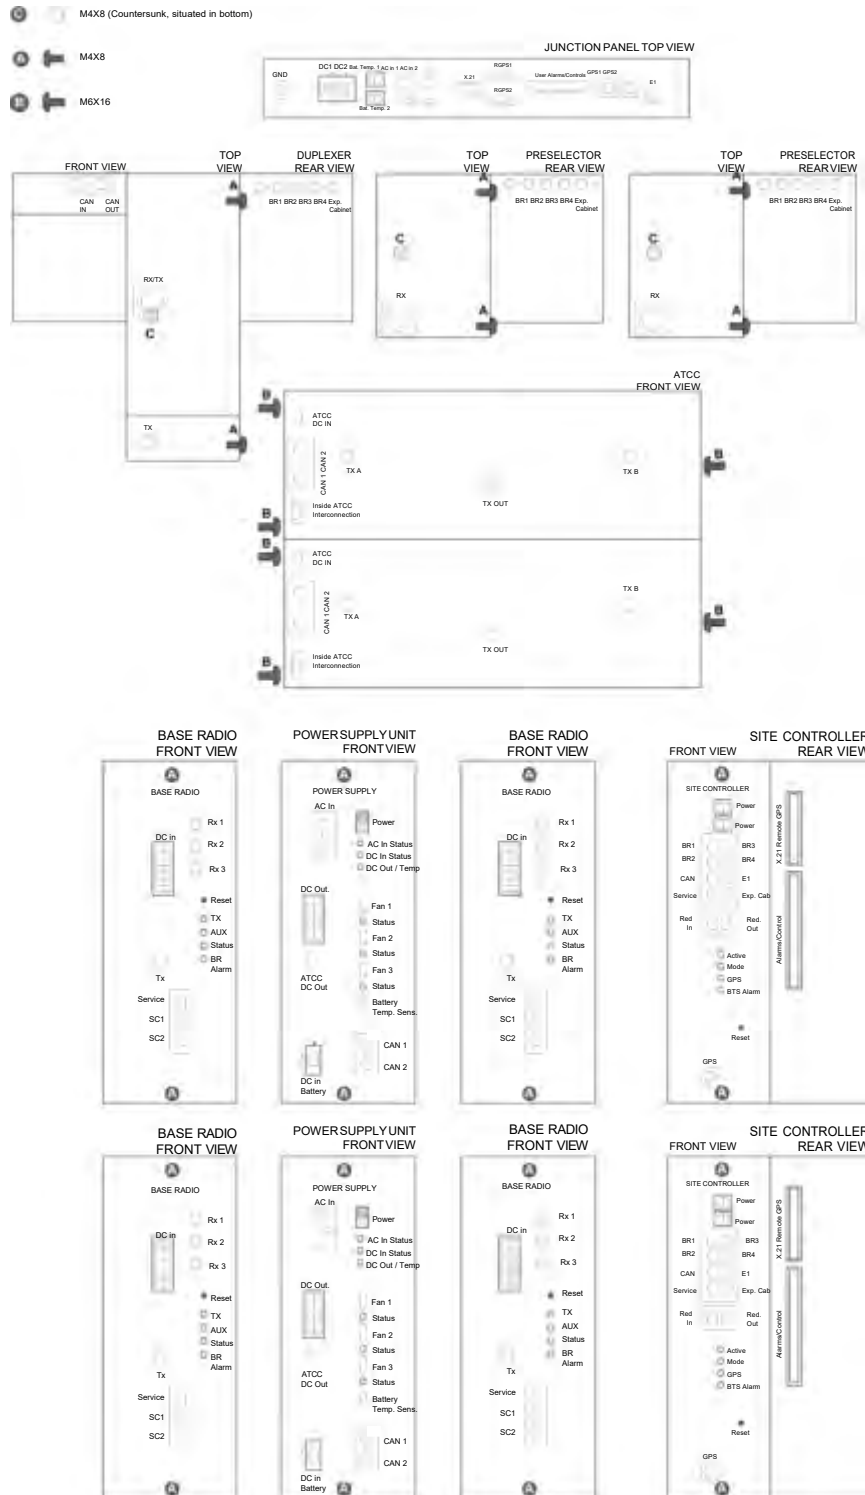 C M4X8 (Countersunk, situated in bottom)
A M4X8
B M6X16
JUNCTION PANEL TOP VIEW
GND
DC1 DC2 Bat. Temp. 1 AC in 1 AC in 2
Bat. Temp. 2
X.21
RGPS1
RGPS2
User Alarms/Controls
GPS1 GPS2
E1
FRONT VIEW
CAN IN
CAN OUT
TOP VIEW
A
RX/TX
C
TX
A
DUPLEXER REAR VIEW
BR1 BR2 BR3 BR4 Exp. Cabinet
TOP VIEW
A
C
RX
A
PRESELECTOR REAR VIEW
BR1 BR2 BR3 BR4 Exp. Cabinet
TOP VIEW
A
C
RX
A
PRESELECTOR REAR VIEW
BR1 BR2 BR3 BR4 Exp. Cabinet
ATCC FRONT VIEW
B
ATCC DC IN
CAN 1 CAN 2
TX A
TX B
B
TX OUT
Inside ATCC Interconnection
B
B
ATCC DC IN
CAN 1 CAN 2
TX A
TX B
B
TX OUT
Inside ATCC Interconnection
B
BASE RADIO FRONT VIEW
A
BASE RADIO
DC in
Rx 1
Rx 2
Rx 3
Reset
TX
AUX
Status
BR Alarm
Tx
Service
SC1
SC2
A
POWER SUPPLY UNIT FRONT VIEW
A
POWER SUPPLY
AC In
Power
AC In Status
DC In Status
DC Out / Temp
DC Out.
Fan 1
Status
Fan 2
Status
Fan 3
Status
ATCC DC Out
Battery Temp. Sens.
CAN 1
CAN 2
DC in Battery
A
BASE RADIO FRONT VIEW
A
BASE RADIO
DC in
Rx 1
Rx 2
Rx 3
Reset
TX
AUX
Status
BR Alarm
Tx
Service
SC1
SC2
A
SITE CONTROLLER
FRONT VIEW
REAR VIEW
A
SITE CONTROLLER
Power
Power
BR1
BR3
BR2
BR4
CAN
E1
Service
Exp. Cab
Red In
Red. Out
Active
Mode
GPS
BTS Alarm
Reset
GPS
A
X.21 Remote GPS
Alarms/Control
BASE RADIO FRONT VIEW
A
BASE RADIO
DC in
Rx 1
Rx 2
Rx 3
Reset
TX
AUX
Status
BR Alarm
Tx
Service
SC1
SC2
A
POWER SUPPLY UNIT FRONT VIEW
A
POWER SUPPLY
AC In
Power
AC In Status
DC In Status
DC Out / Temp
DC Out.
Fan 1
Status
Fan 2
Status
Fan 3
Status
ATCC DC Out
Battery Temp. Sens.
CAN 1
CAN 2
DC in Battery
A
BASE RADIO FRONT VIEW
A
BASE RADIO
DC in
Rx 1
Rx 2
Rx 3
Reset
TX
AUX
Status
BR Alarm
Tx
Service
SC1
SC2
A
SITE CONTROLLER
FRONT VIEW
REAR VIEW
A
SITE CONTROLLER
Power
Power
BR1
BR3
BR2
BR4
CAN
E1
Service
Exp. Cab
Red In
Red. Out
Active
Mode
GPS
BTS Alarm
Reset
GPS
A
X.21 Remote GPS
Alarms/Control